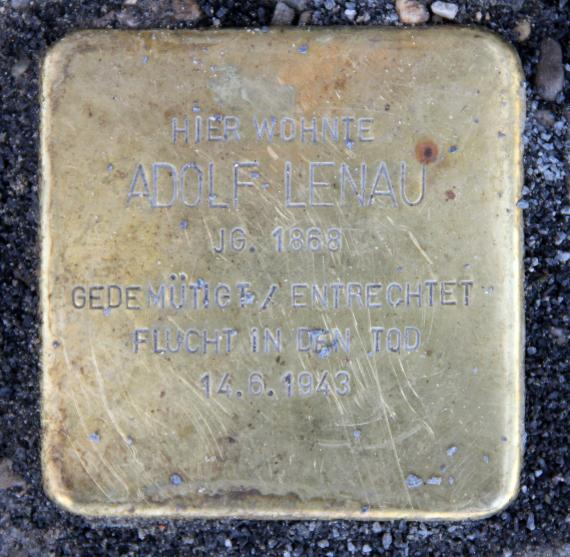 HIER WOHNTE
ADOLF LENAU
JG. 1868
GEDEMÜTIGT / ENTRECHTET
FLUCHT IN DEN TOD
14.6.1943